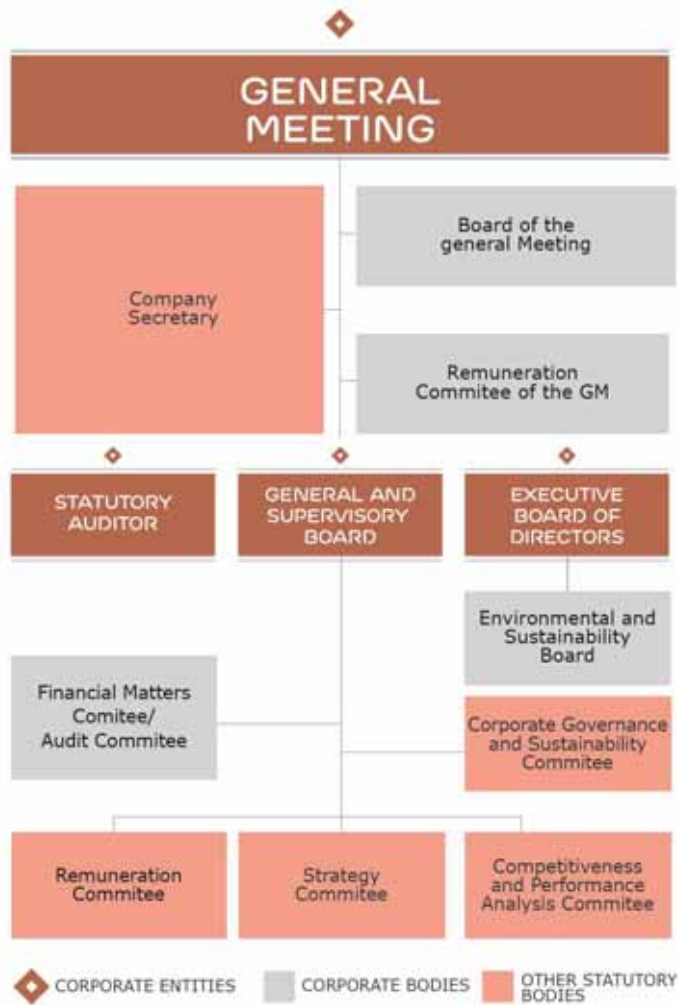 GENERAL
MEETING
Board of the
general Meeting
Company
Secretary
Remuneration
Commitee of the GM
STATUTORY
AUDITOR
GENERAL AND
SUPERVISORY
BOARD
EXECUTIVE
BOARD OF
DIRECTORS
Environmental and
Sustainability
Board
Financial Matters
Comitee/
Audit Commitee
Corporate Governance
and Sustainability
Commitee
Remuneration
Commitee
Strategy
Commitee
Competitiveness
and Performance
Analysis Commitee
CORPORATE ENTITIES
CORPORATE BODIES
OTHER STATUTORY
BODIES